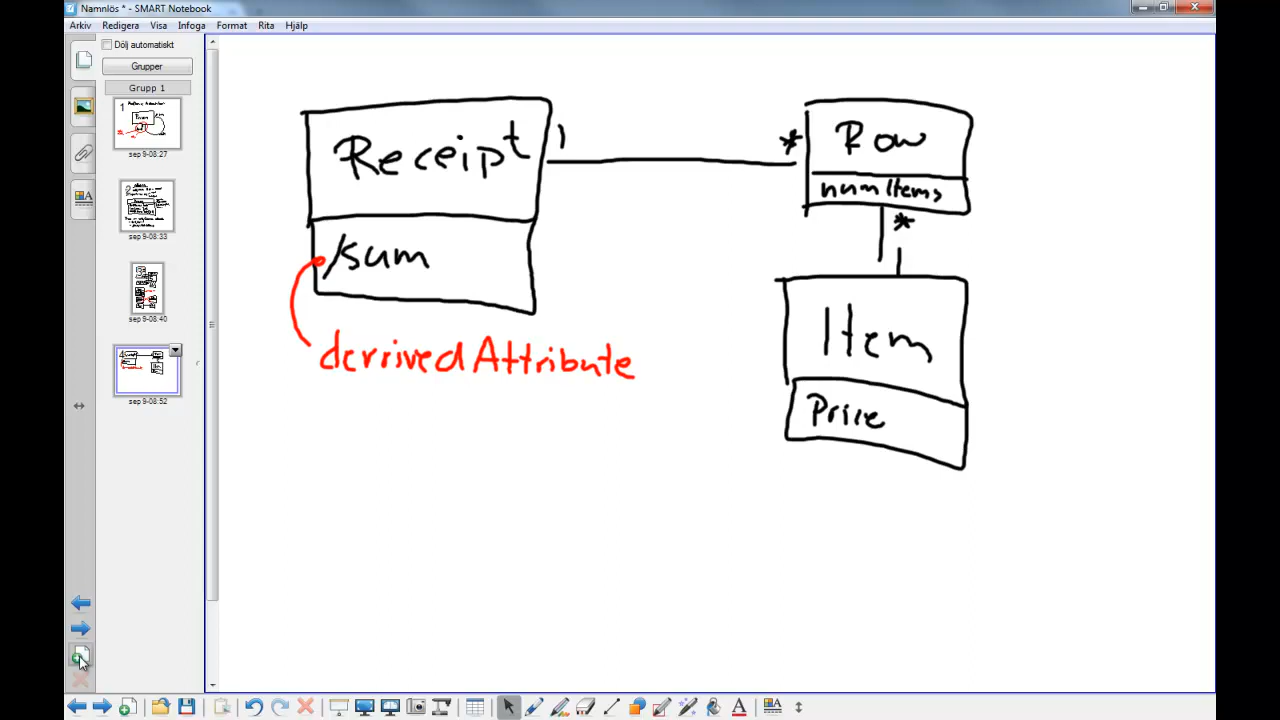 Namnlös * - SMART Notebook
Arkiv Redigera Visa Infoga Format Rita Hjälp
Dölj automatiskt
Grupper
Grupp 1
sep 9-08:27
sep 9-08:33
sep 9-08:40
sep 9-08:52
Receipt
1
*
Row
numItems
*
1
/sum
derrivedAttribute
Item
Price